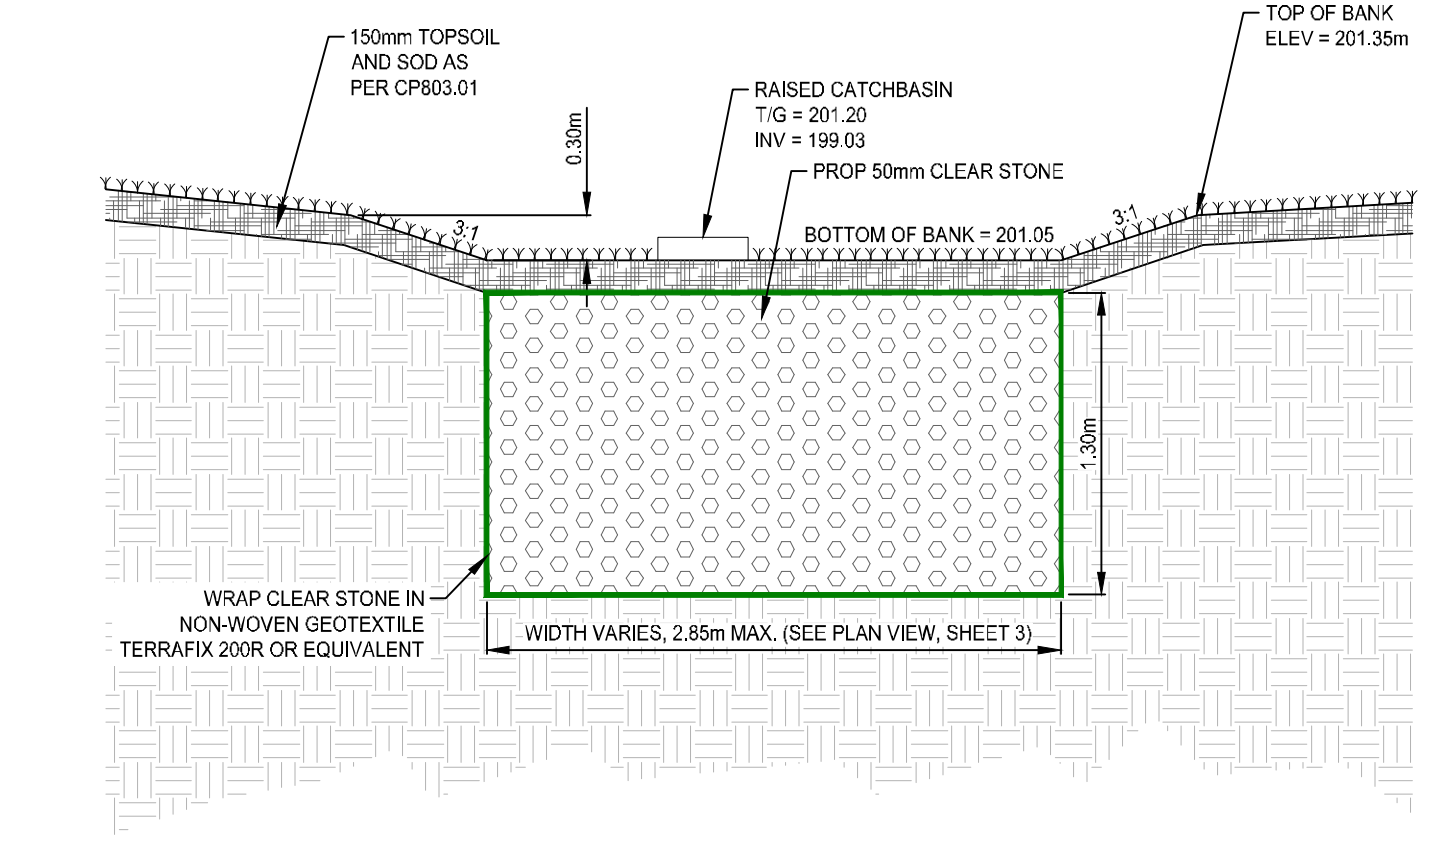 150mm TOPSOIL
AND SOD AS
PER CP803.01
0.30m
RAISED CATCHBASIN
T/G = 201.20
INV = 199.03
PROP 50mm CLEAR STONE
TOP OF BANK
ELEV = 201.35m
3:1
BOTTOM OF BANK = 201.05
3:1
1.30m
WRAP CLEAR STONE IN
NON-WOVEN GEOTEXTILE
TERRAFIX 200R OR EQUIVALENT
WIDTH VARIES, 2.85m MAX. (SEE PLAN VIEW, SHEET 3)